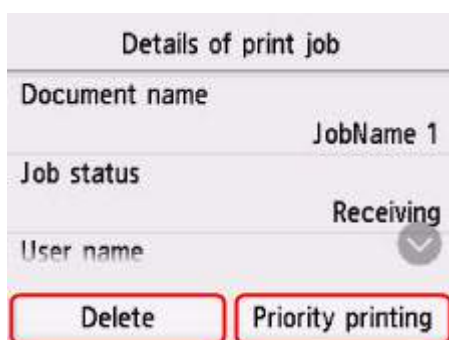 Details of print job
Document name
JobName 1
Job status
Receiving
User name
Delete
Priority printing